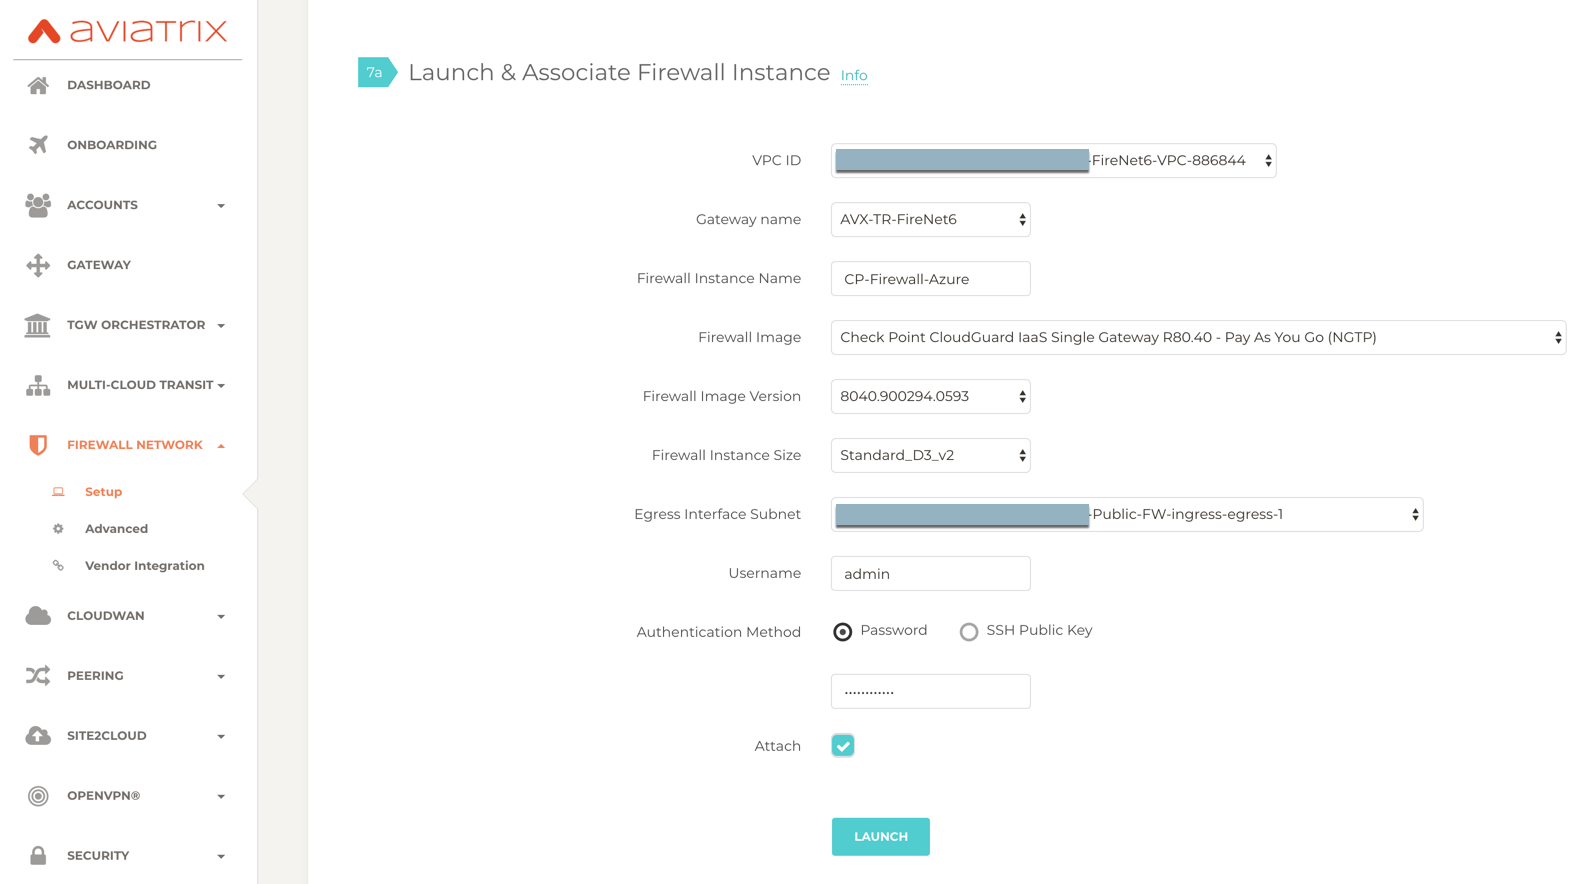 aviatrix
DASHBOARD
ONBOARDING
ACCOUNTS
GATEWAY
TGW ORCHESTRATOR
MULTI-CLOUD TRANSIT
FIREWALL NETWORK
Setup
Advanced
Vendor Integration
CLOUDWAN
PEERING
SITE2CLOUD
OPENVPN®
SECURITY
7a Launch & Associate Firewall Instance Info
VPC ID -FireNet6-VPC-886844
Gateway name AVX-TR-FireNet6
Firewall Instance Name CP-Firewall-Azure
Firewall Image Check Point CloudGuard IaaS Single Gateway R80.40 - Pay As You Go (NGTP)
Firewall Image Version 8040.900294.0593
Firewall Instance Size Standard_D3_v2
Egress Interface Subnet -Public-FW-ingress-egress-1
Username admin
Authentication Method Password SSH Public Key
............
Attach
LAUNCH